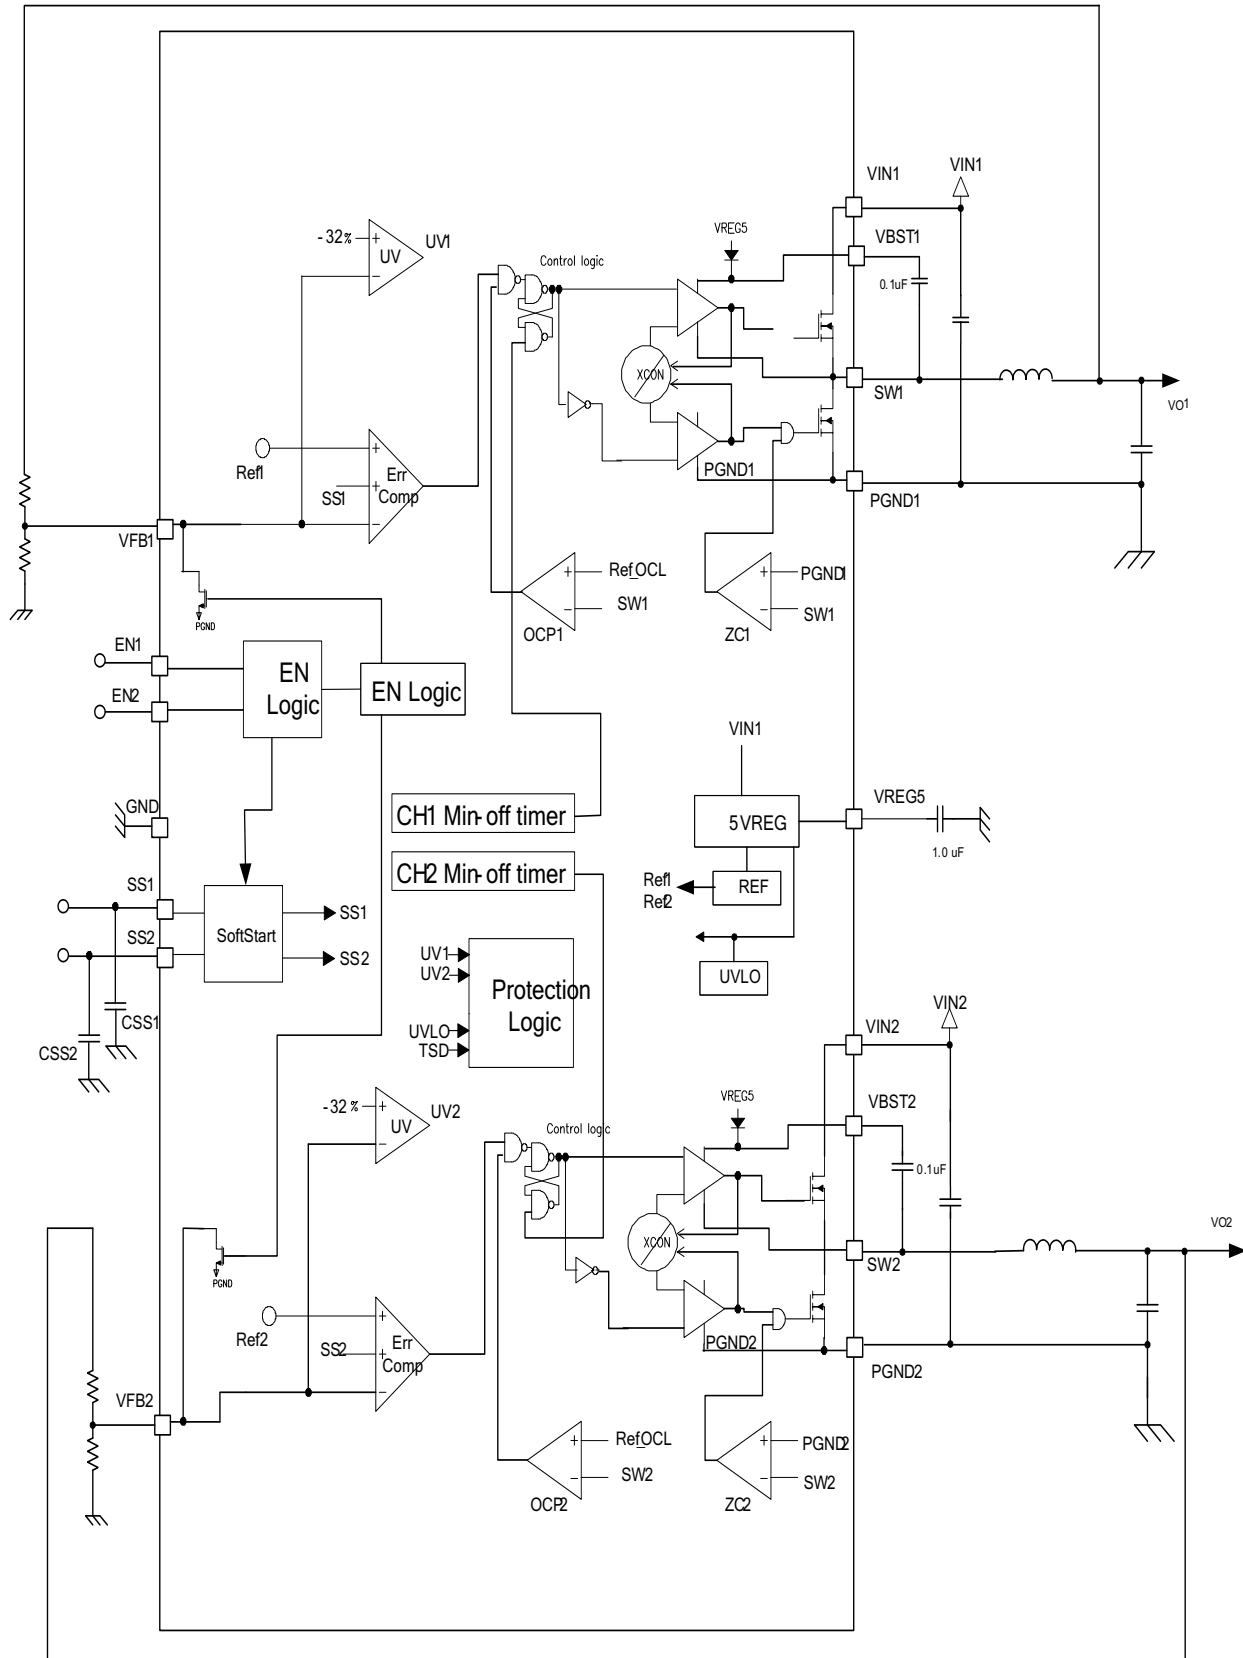 VIN1
VIN1
VREG5
VBST1
-32%
+
UV
-
UV1
Control logic
0.1uF
XCON
SW1
VO1
Ref1
+
SS1
+
Err
Comp
-
PGND1
PGND1
VFB1
PGND
+
Ref_OCL
-
SW1
OCP1
+
PGND1
-
SW1
ZC1
EN1
EN2
EN
Logic
EN Logic
VIN1
GND
CH1 Min-off timer
5VREG
VREG5
1.0 uF
CH2 Min-off timer
Ref1
Ref2
REF
SS1
SS2
SoftStart
SS1
SS2
UV1
UV2
UVLO
TSD
Protection
Logic
UVLO
CSS1
CSS2
VIN2
VIN2
VREG5
VBST2
-32%
+
UV
-
UV2
Control logic
0.1uF
XCON
SW2
VO2
PGND
Ref2
+
SS2
+
Err
Comp
-
PGND2
PGND2
VFB2
+
Ref_OCL
-
SW2
OCP2
+
PGND2
-
SW2
ZC2